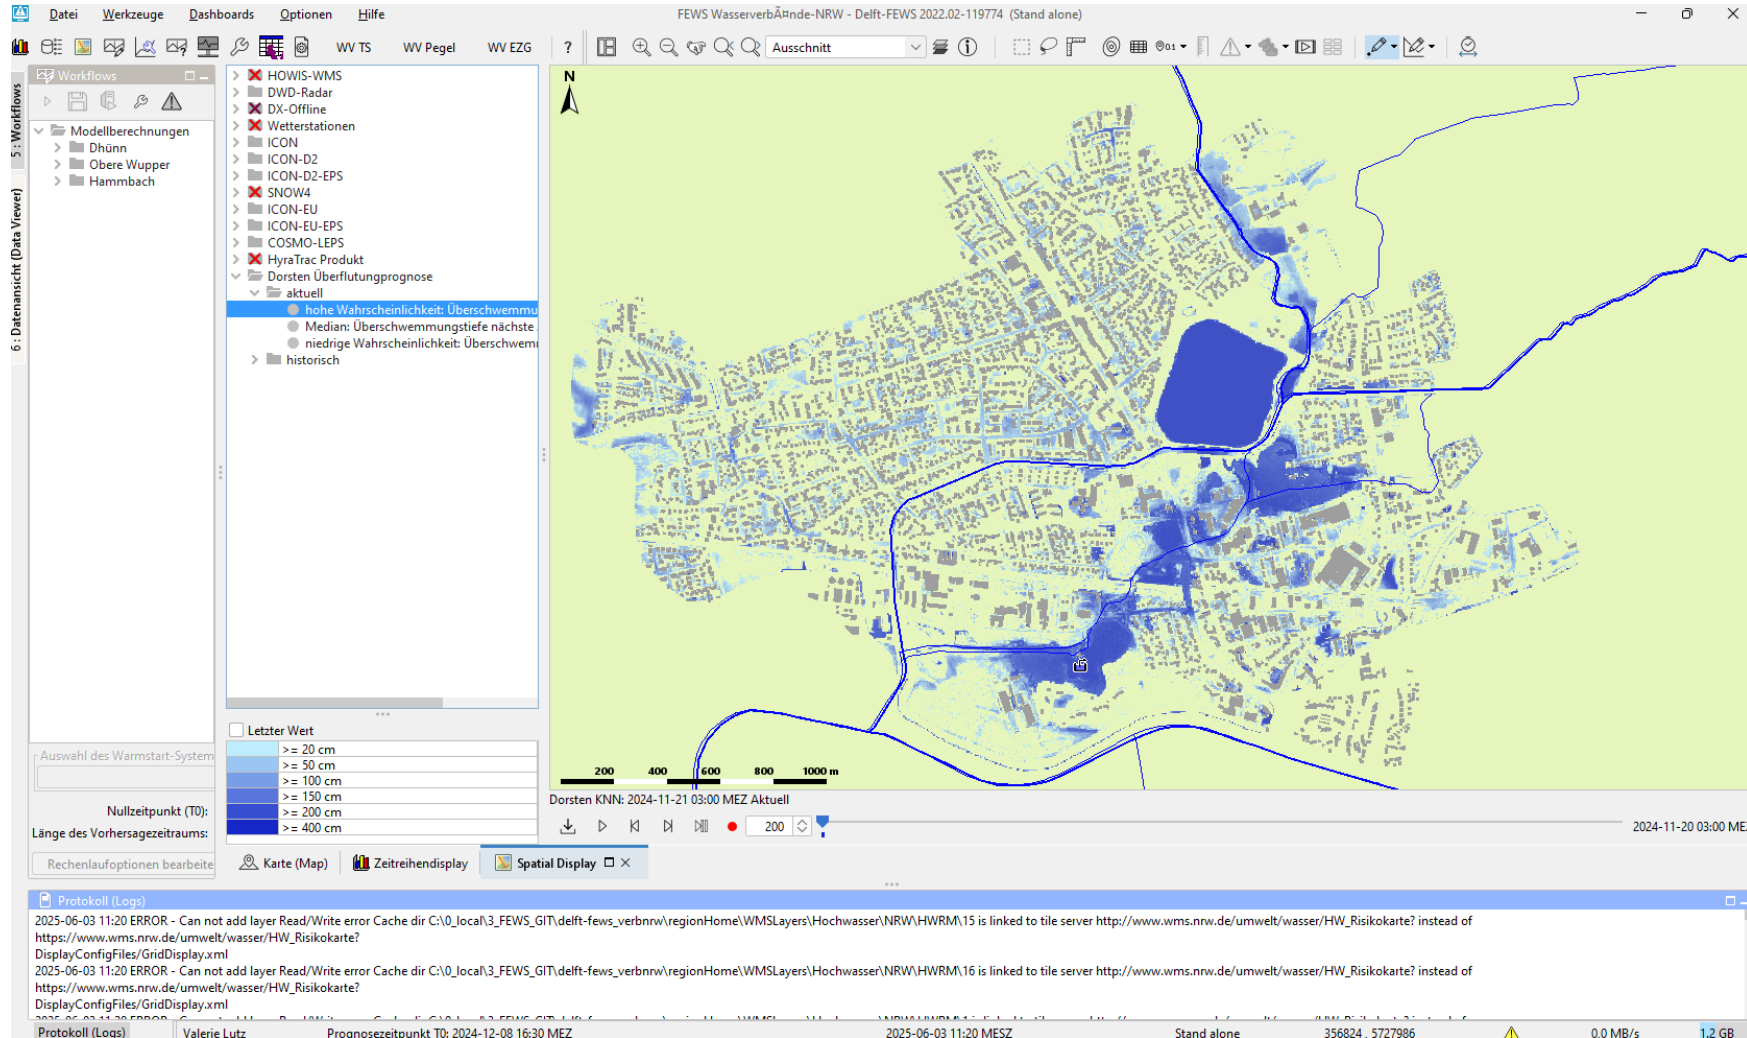 FEWS WasserverbÃ¤nde-NRW - Delft-FEWS 2022.02-119774 (Stand alone)
Datei Werkzeuge Dashboards Optionen Hilfe
WV TS WV Pegel WV EZG ? Ausschnitt
5 : Workflows
6 : Datenansicht (Data Viewer)
Workflows
Modellberechnungen
Dhünn
Obere Wupper
Hammbach
Auswahl des Warmstart-System
Nullzeitpunkt (T0):
Länge des Vorhersagezeitraums:
Rechenlaufoptionen bearbeite
HOWIS-WMS
DWD-Radar
DX-Offline
Wetterstationen
ICON
ICON-D2
ICON-D2-EPS
SNOW4
ICON-EU
ICON-EU-EPS
COSMO-LEPS
HyraTrac Produkt
Dorsten Überflutungprognose
aktuell
hohe Wahrscheinlichkeit: Überschwemmu
Median: Überschwemmungstiefe nächste
niedrige Wahrscheinlichkeit: Überschwem
historisch
Letzter Wert
>= 20 cm
>= 50 cm
>= 100 cm
>= 150 cm
>= 200 cm
>= 400 cm
N
200 400 600 800 1000 m
Dorsten KNN: 2024-11-21 03:00 MEZ Aktuell
200
2024-11-20 03:00 MEZ
Karte (Map) Zeitreihendisplay Spatial Display
Protokoll (Logs)
2025-06-03 11:20 ERROR - Can not add layer Read/Write error Cache dir C:\0_local\3_FEWS_GIT\delft-fews_verbnrw\regionHome\WMSLayers\Hochwasser\NRW\HWRM\15 is linked to tile server http://www.wms.nrw.de/umwelt/wasser/HW_Risikokarte? instead of
https://www.wms.nrw.de/umwelt/wasser/HW_Risikokarte?
DisplayConfigFiles/GridDisplay.xml
2025-06-03 11:20 ERROR - Can not add layer Read/Write error Cache dir C:\0_local\3_FEWS_GIT\delft-fews_verbnrw\regionHome\WMSLayers\Hochwasser\NRW\HWRM\16 is linked to tile server http://www.wms.nrw.de/umwelt/wasser/HW_Risikokarte? instead of
https://www.wms.nrw.de/umwelt/wasser/HW_Risikokarte?
DisplayConfigFiles/GridDisplay.xml
Protokoll (Logs) Valerie Lutz Prognosezeitpunkt T0: 2024-12-08 16:30 MEZ 2025-06-03 11:20 MESZ Stand alone 356824 , 5727986 0.0 MB/s 1.2 GB